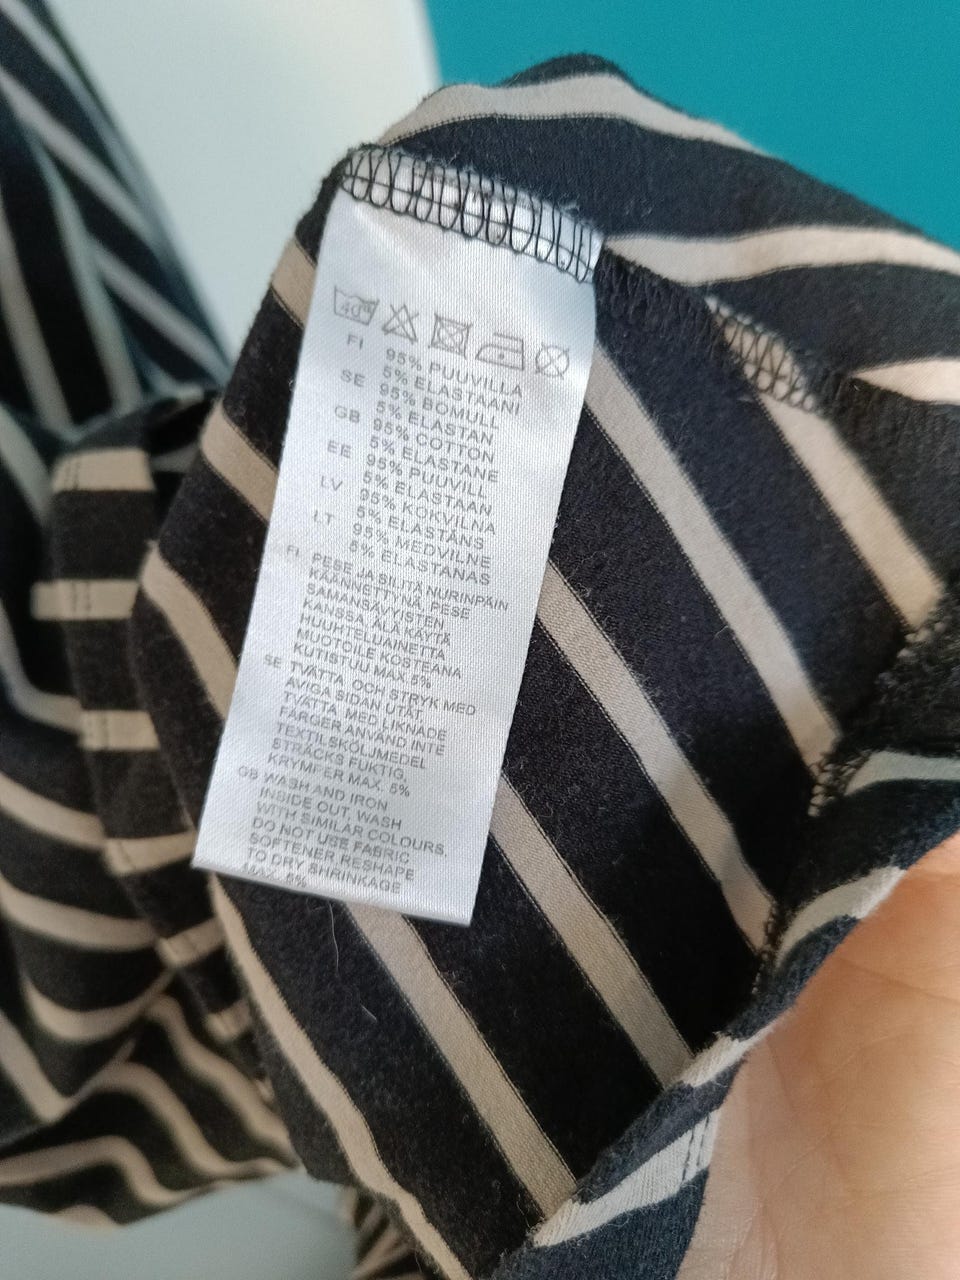 40°
FI 95% PUUVILLA
5% ELASTAANI
SE 95% BOMULL
5% ELASTAN
GB 95% COTTON
5% ELASTANE
EE 95% PUUVILL
5% ELASTAAN
LV 95% KOKVILNA
5% ELASTĀNS
LT 95% MEDVILNE
5% ELASTANAS
FI PESE JA SILITÄ NURINPÄIN
KÄÄNNETTYNÄ, PESE
SAMANSÄVYISTEN
KANSSA, ÄLÄ KÄYTÄ
HUUHTELUAINETTA
MUOTOILE KOSTEANA
KUTISTUU MAX.5%
SE TVÄTTA OCH STRYK MED
AVIGA SIDAN UTÅT,
TVÄTTA MED LIKNADE
FÄRGER ANVÄND INTE
TEXTILSKÖLJMEDEL
STRÄCKS FUKTIG,
KRYMPER MAX. 5%
GB WASH AND IRON
INSIDE OUT, WASH
WITH SIMILAR COLOURS.
DO NOT USE FABRIC
SOFTENER,RESHAPE
TO DRY SHRINKAGE
MAX. 5%